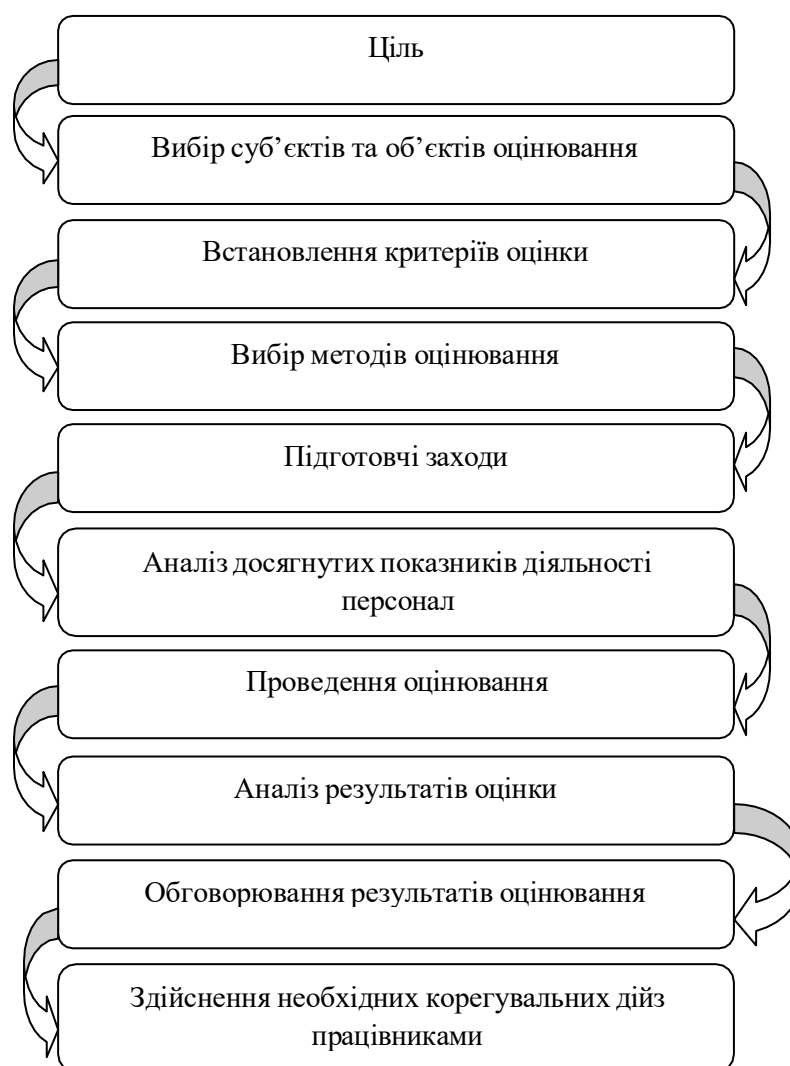 Ціль
Вибір суб’єктів та об’єктів оцінювання
Встановлення критеріїв оцінки
Вибір методів оцінювання
Підготовчі заходи
Аналіз досягнутих показників діяльності
персонал
Проведення оцінювання
Аналіз результатів оцінки
Обговорювання результатів оцінювання
Здійснення необхідних корегувальних дійз
працівниками